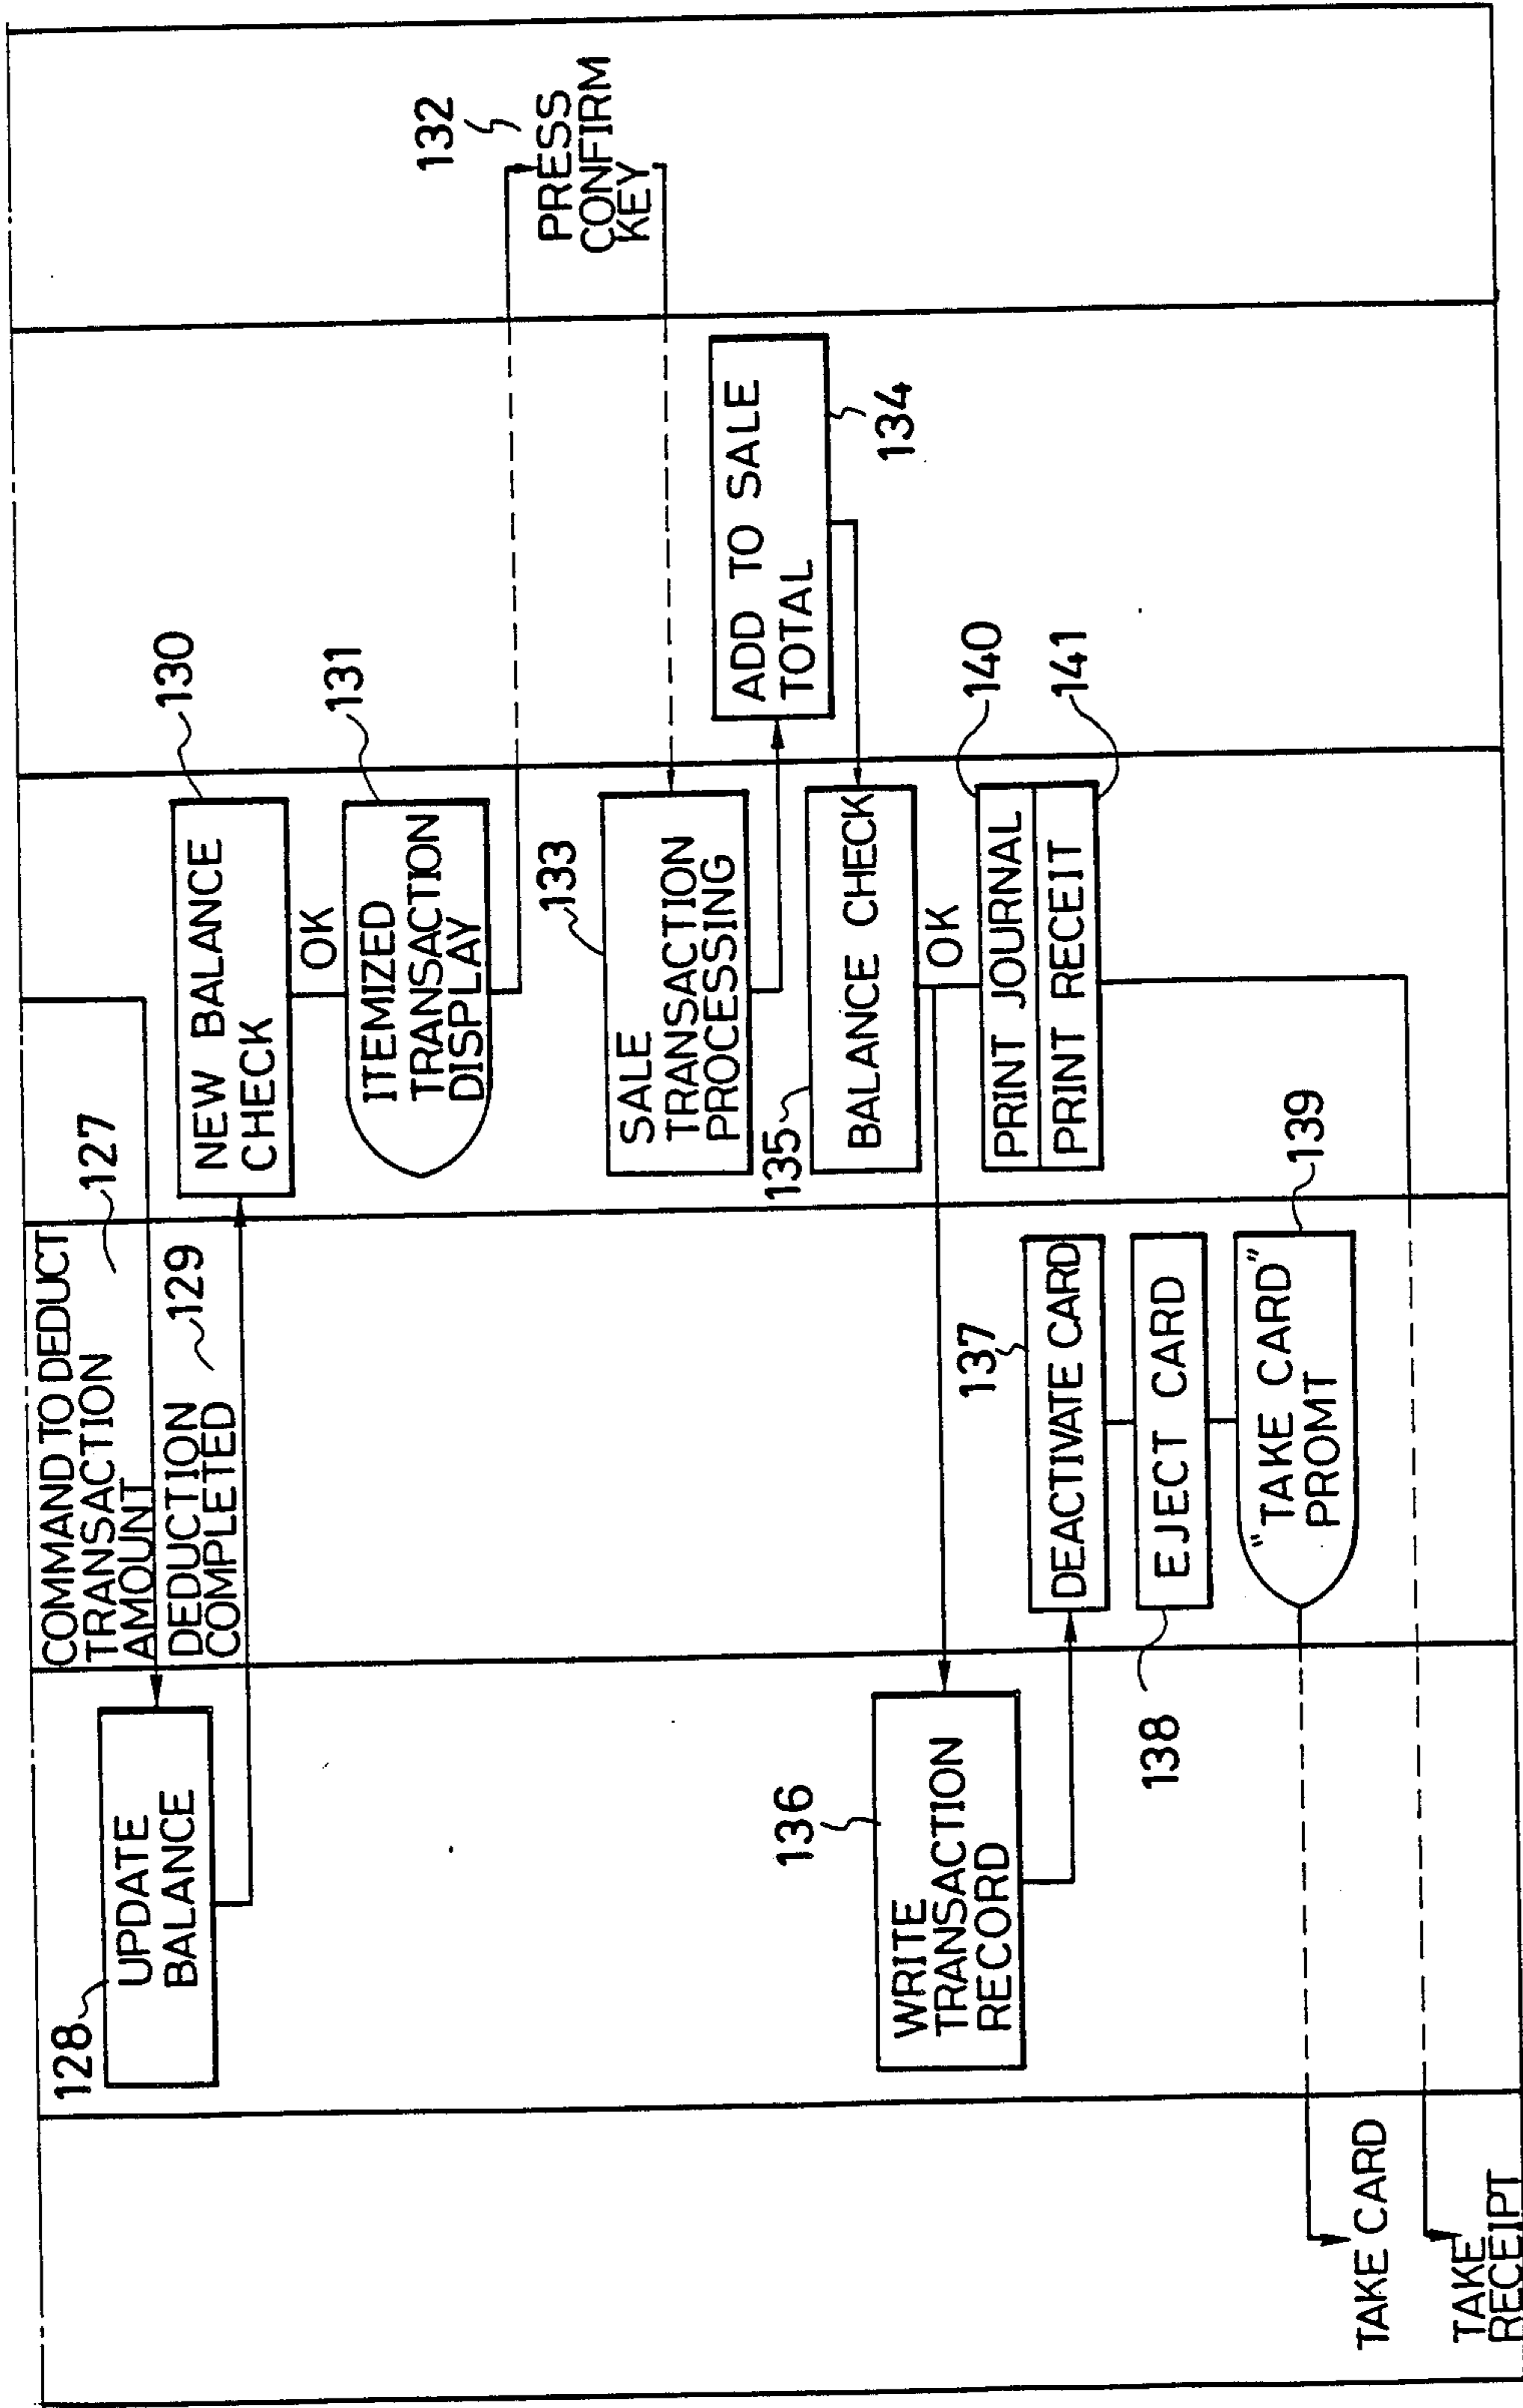 COMMAND TO DEDUCT
TRANSACTION
AMOUNT
127
128
UPDATE
BALANCE
DEDUCTION
COMPLETED
129
NEW BALANCE
CHECK
130
OK
ITEMIZED
TRANSACTION
DISPLAY
131
132
PRESS
CONFIRM
KEY
133
SALE
TRANSACTION
PROCESSING
ADD TO SALE
TOTAL
134
135
BALANCE CHECK
OK
136
WRITE
TRANSACTION
RECORD
PRINT JOURNAL
140
PRINT RECEIT
141
137
DEACTIVATE CARD
138
EJECT CARD
"TAKE CARD"
PROMT
139
TAKE CARD
TAKE
RECEIPT